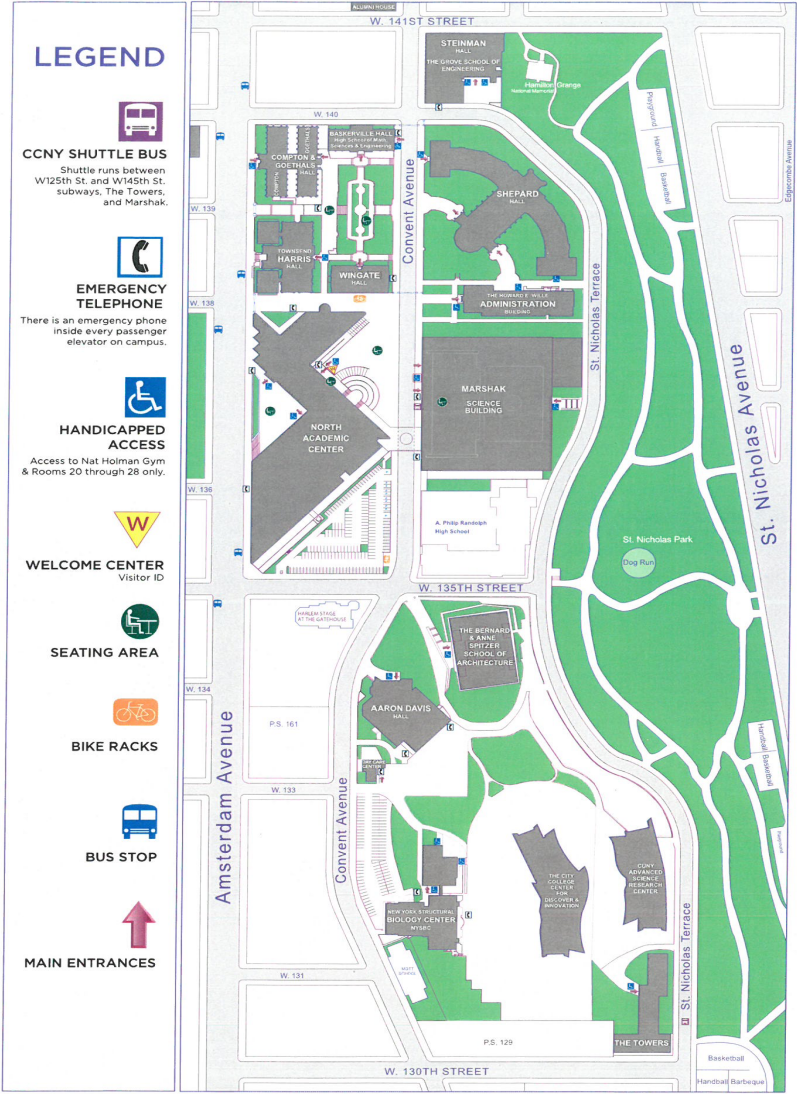 LEGEND
CCNY SHUTTLE BUS
Shuttle runs between
W125th St. and W145th St.
subways, The Towers,
and Marshak.
EMERGENCY
TELEPHONE
There is an emergency phone
inside every passenger
elevator on campus.
HANDICAPPED
ACCESS
Access to Nat Holman Gym
& Rooms 20 through 28 only.
W
WELCOME CENTER
Visitor ID
SEATING AREA
BIKE RACKS
BUS STOP
MAIN ENTRANCES
ALUMNI HOUSE
W. 141ST STREET
STEINMAN
HALL
THE GROVE SCHOOL OF
ENGINEERING
Hamilton Grange
National Memorial
W. 140
Playground
Handball
Basketball
Edgecombe Avenue
BASKERVILLE HALL
High School of Math,
Sciences & Engineering
GOETHALS
COMPTON &
GOETHALS
HALL
COMPTON
Convent Avenue
SHEPARD
HALL
W. 139
TOWNSEND
HARRIS
HALL
WINGATE
HALL
St. Nicholas Terrace
W. 138
THE HOWARD E. WILLE
ADMINISTRATION
BUILDING
St. Nicholas Avenue
MARSHAK
SCIENCE
BUILDING
NORTH
ACADEMIC
CENTER
W. 136
A. Philip Randolph
High School
St. Nicholas Park
Dog Run
W. 135TH STREET
HARLEM STAGE
AT THE GATEHOUSE
THE BERNARD
& ANNE
SPITZER
SCHOOL OF
ARCHITECTURE
W. 134
AARON DAVIS
HALL
P.S. 161
Handball
Basketball
DAY CARE
CENTER
W. 133
Amsterdam Avenue
Convent Avenue
Playground
THE CITY
COLLEGE
CENTER
FOR
DISCOVER &
INNOVATION
CUNY
ADVANCED
SCIENCE
RESEARCH
CENTER
NEW YORK STRUCTURAL
BIOLOGY CENTER
NYSBC
St. Nicholas Terrace
W. 131
P.S. 129
THE TOWERS
Basketball
W. 130TH STREET
Handball
Barbeque